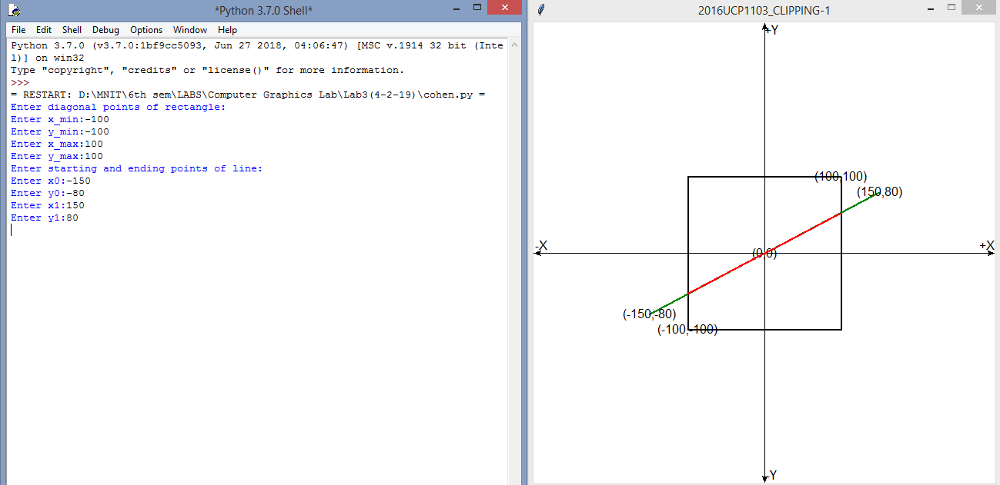 *Python 3.7.0 Shell*
File Edit Shell Debug Options Window Help
Python 3.7.0 (v3.7.0:1bf9cc5093, Jun 27 2018, 04:06:47) [MSC v.1914 32 bit (Inte
l)] on win32
Type "copyright", "credits" or "license()" for more information.
>>>
= RESTART: D:\MNIT\6th sem\LABS\Computer Graphics Lab\Lab3(4-2-19)\cohen.py =
Enter diagonal points of rectangle:
Enter x_min:-100
Enter y_min:-100
Enter x_max:100
Enter y_max:100
Enter starting and ending points of line:
Enter x0:-150
Enter y0:-80
Enter x1:150
Enter y1:80
2016UCP1103_CLIPPING-1
+Y
(100,100)
(150,80)
-X
+X
(0,0)
(-150,-80)
(-100,-100)
-Y